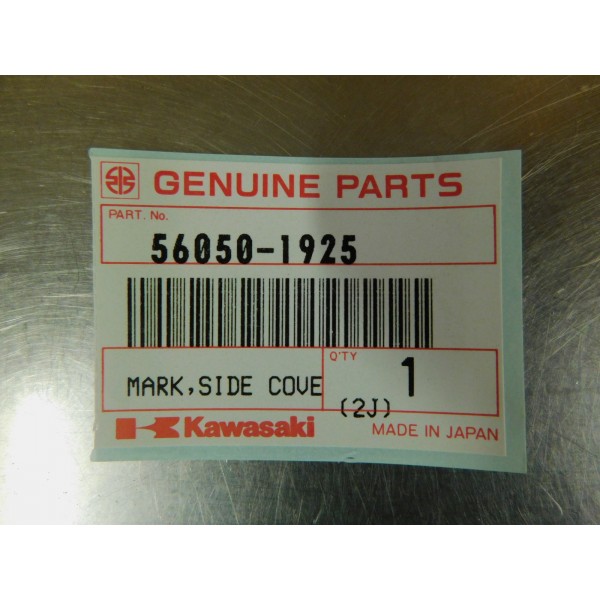 GENUINE PARTS
PART. No.
56050-1925
MARK,SIDE COVE
Q'TY
1
(2J)
Kawasaki
MADE IN JAPAN